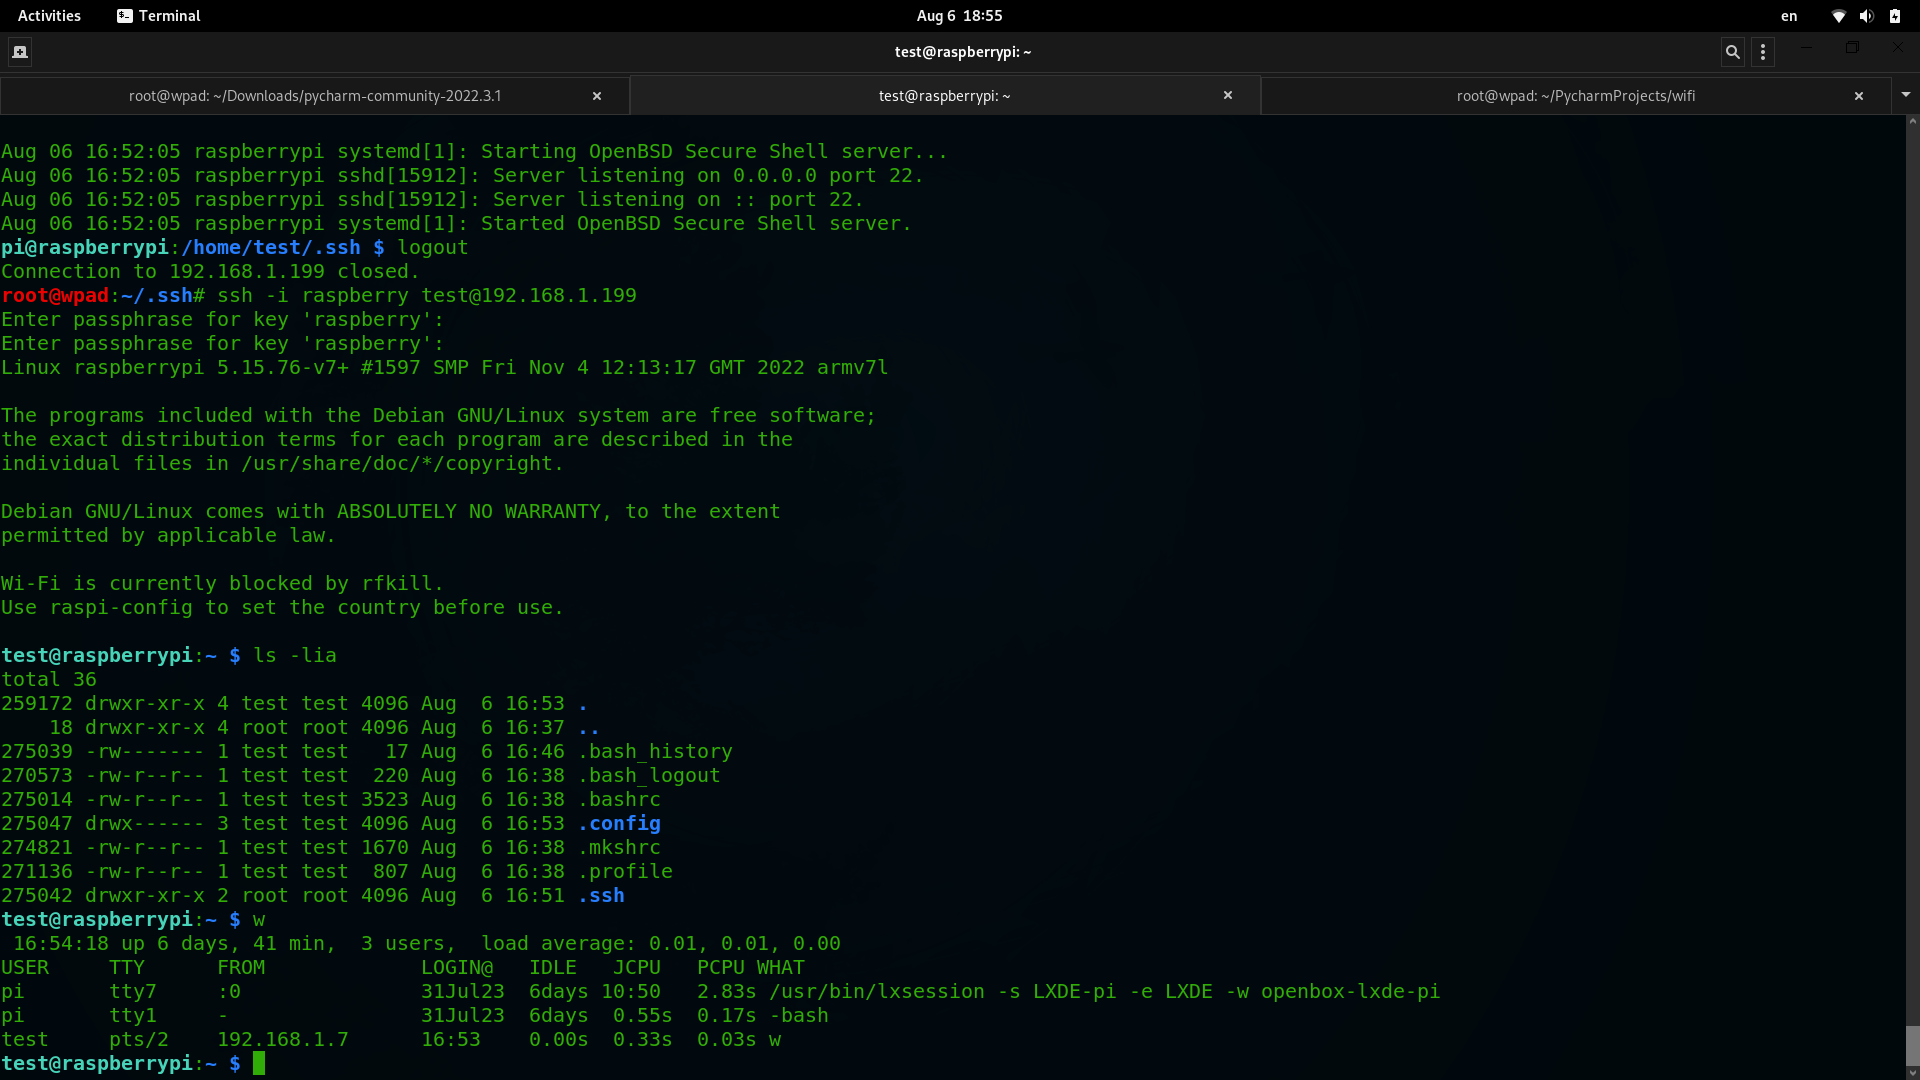 Activities Terminal Aug 6 18:55 en
test@raspberrypi: ~
root@wpad: ~/Downloads/pycharm-community-2022.3.1 test@raspberrypi: ~ root@wpad: ~/PycharmProjects/wifi
Aug 06 16:52:05 raspberrypi systemd[1]: Starting OpenBSD Secure Shell server...
Aug 06 16:52:05 raspberrypi sshd[15912]: Server listening on 0.0.0.0 port 22.
Aug 06 16:52:05 raspberrypi sshd[15912]: Server listening on :: port 22.
Aug 06 16:52:05 raspberrypi systemd[1]: Started OpenBSD Secure Shell server.
pi@raspberrypi:/home/test/.ssh $ logout
Connection to 192.168.1.199 closed.
root@wpad:~/.ssh# ssh -i raspberry test@192.168.1.199
Enter passphrase for key 'raspberry':
Enter passphrase for key 'raspberry':
Linux raspberrypi 5.15.76-v7+ #1597 SMP Fri Nov 4 12:13:17 GMT 2022 armv7l
The programs included with the Debian GNU/Linux system are free software;
the exact distribution terms for each program are described in the
individual files in /usr/share/doc/*/copyright.
Debian GNU/Linux comes with ABSOLUTELY NO WARRANTY, to the extent
permitted by applicable law.
Wi-Fi is currently blocked by rfkill.
Use raspi-config to set the country before use.
test@raspberrypi:~ $ ls -lia
total 36
259172 drwxr-xr-x 4 test test 4096 Aug  6 16:53 .
    18 drwxr-xr-x 4 root root 4096 Aug  6 16:37 ..
275039 -rw------- 1 test test   17 Aug  6 16:46 .bash_history
270573 -rw-r--r-- 1 test test  220 Aug  6 16:38 .bash_logout
275014 -rw-r--r-- 1 test test 3523 Aug  6 16:38 .bashrc
275047 drwx------ 3 test test 4096 Aug  6 16:53 .config
274821 -rw-r--r-- 1 test test 1670 Aug  6 16:38 .mkshrc
271136 -rw-r--r-- 1 test test  807 Aug  6 16:38 .profile
275042 drwxr-xr-x 2 root root 4096 Aug  6 16:51 .ssh
test@raspberrypi:~ $ w
 16:54:18 up 6 days, 41 min,  3 users,  load average: 0.01, 0.01, 0.00
USER     TTY      FROM             LOGIN@   IDLE   JCPU   PCPU WHAT
pi       tty7     :0               31Jul23  6days 10:50   2.83s /usr/bin/lxsession -s LXDE-pi -e LXDE -w openbox-lxde-pi
pi       tty1     -                31Jul23  6days  0.55s  0.17s -bash
test     pts/2    192.168.1.7      16:53    0.00s  0.33s  0.03s w
test@raspberrypi:~ $